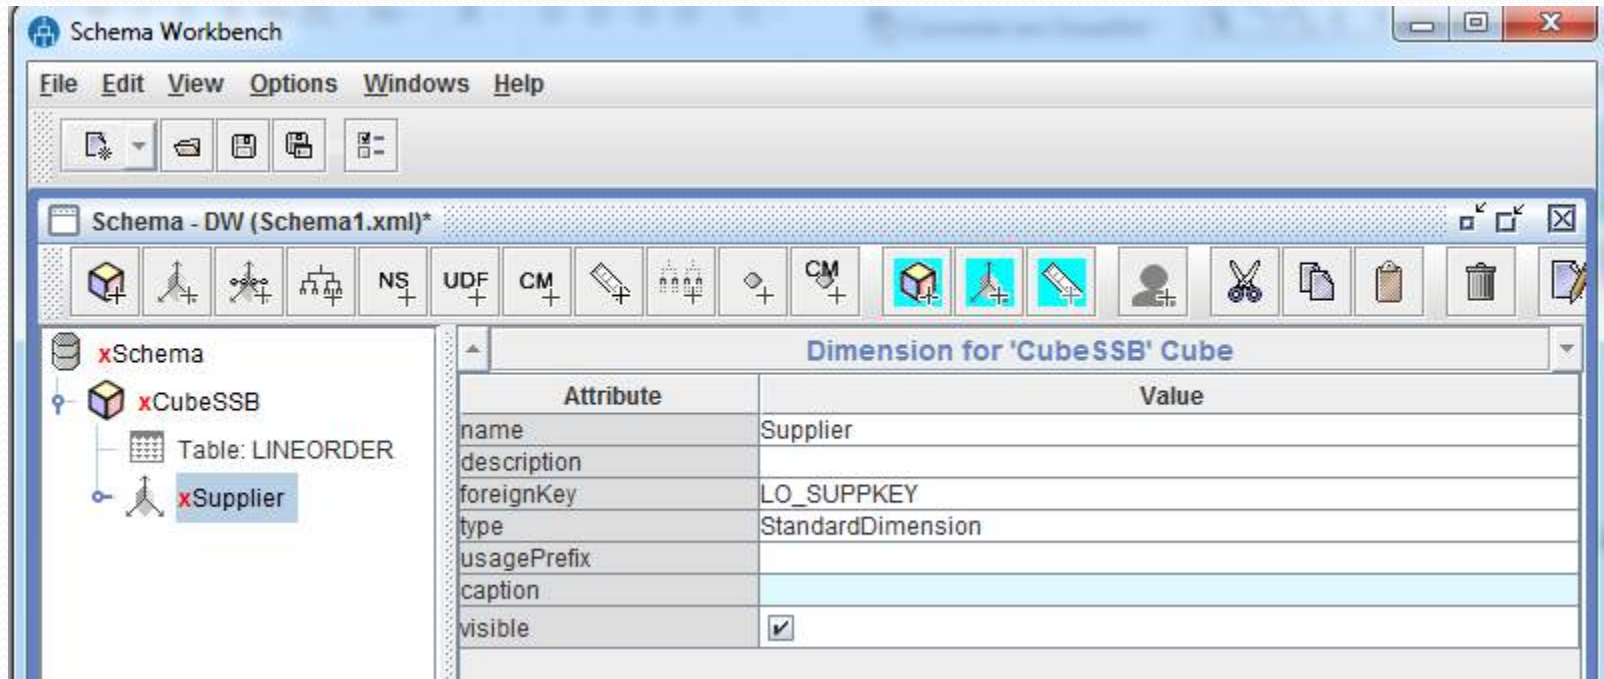 Schema Workbench
File Edit View Options Windows Help
Schema - DW (Schema1.xml)*
NS UDF CM CM
xSchema
xCubeSSB
Table: LINEORDER
xSupplier
Dimension for 'CubeSSB' Cube
Attribute Value
name Supplier
description
foreignKey LO_SUPPKEY
type StandardDimension
usagePrefix
caption
visible